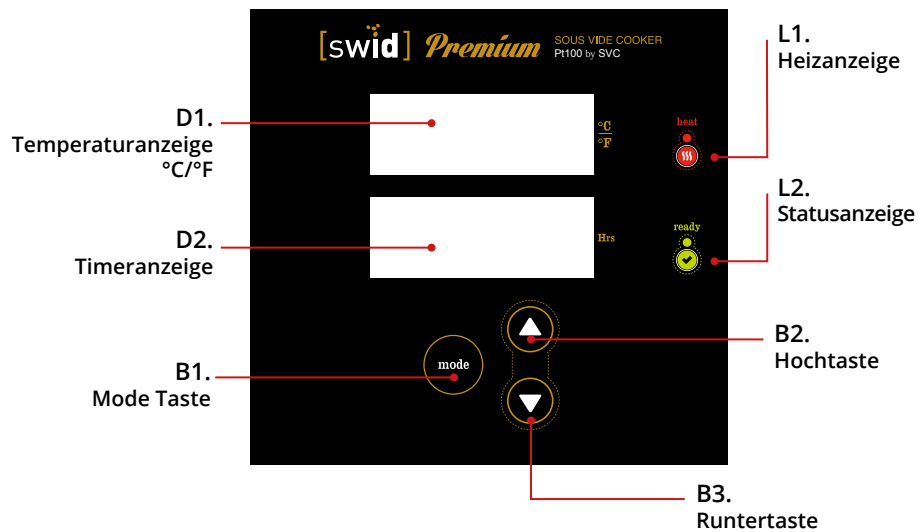 [swid] Premium
SOUS VIDE COOKER
Pt100 by SVC
L1.
Heizanzeige
D1.
Temperaturanzeige
°C/°F
°C
°F
heat
L2.
Statusanzeige
D2.
Timeranzeige
Hrs
ready
B1.
Mode Taste
mode
B2.
Hochtaste
B3.
Runtertaste